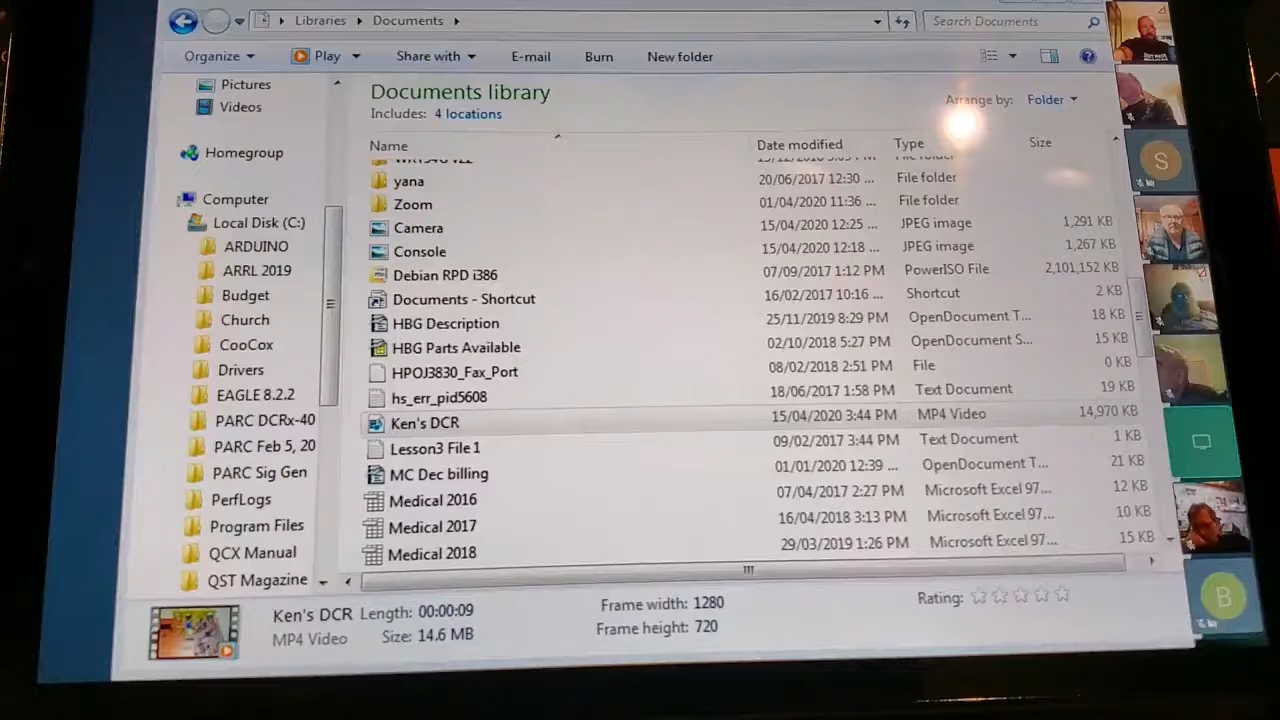 Libraries Documents Search Documents
Organize Play Share with E-mail Burn New folder
Pictures
Videos
Homegroup
Computer
Local Disk (C:)
ARDUINO
ARRL 2019
Budget
Church
CooCox
Drivers
EAGLE 8.2.2
PARC DCRx-40
PARC Feb 5, 20
PARC Sig Gen
PerfLogs
Program Files
QCX Manual
QST Magazine
Documents library
Includes: 4 locations
Arrange by: Folder
Name Date modified Type Size
yana 20/06/2017 12:30 ... File folder
Zoom 01/04/2020 11:36 ... File folder
Camera 15/04/2020 12:25 ... JPEG image 1,291 KB
Console 15/04/2020 12:18 ... JPEG image 1,267 KB
Debian RPD i386 07/09/2017 1:12 PM PowerISO File 2,101,152 KB
Documents - Shortcut 16/02/2017 10:16 ... Shortcut 2 KB
HBG Description 25/11/2019 8:29 PM OpenDocument T... 18 KB
HBG Parts Available 02/10/2018 5:27 PM OpenDocument S... 15 KB
HPOJ3830_Fax_Port 08/02/2018 2:51 PM File 0 KB
hs_err_pid5608 18/06/2017 1:58 PM Text Document 19 KB
Ken's DCR 15/04/2020 3:44 PM MP4 Video 14,970 KB
Lesson3 File1 09/02/2017 3:44 PM Text Document 1 KB
MC Dec billing 01/01/2020 12:39 ... OpenDocument T... 21 KB
Medical 2016 07/04/2017 2:27 PM Microsoft Excel 97... 12 KB
Medical 2017 16/04/2018 3:13 PM Microsoft Excel 97... 10 KB
Medical 2018 29/03/2019 1:26 PM Microsoft Excel 97... 15 KB
Ken's DCR Length: 00:00:09 Frame width: 1280 Rating:
MP4 Video Size: 14.6 MB Frame height: 720
S
B